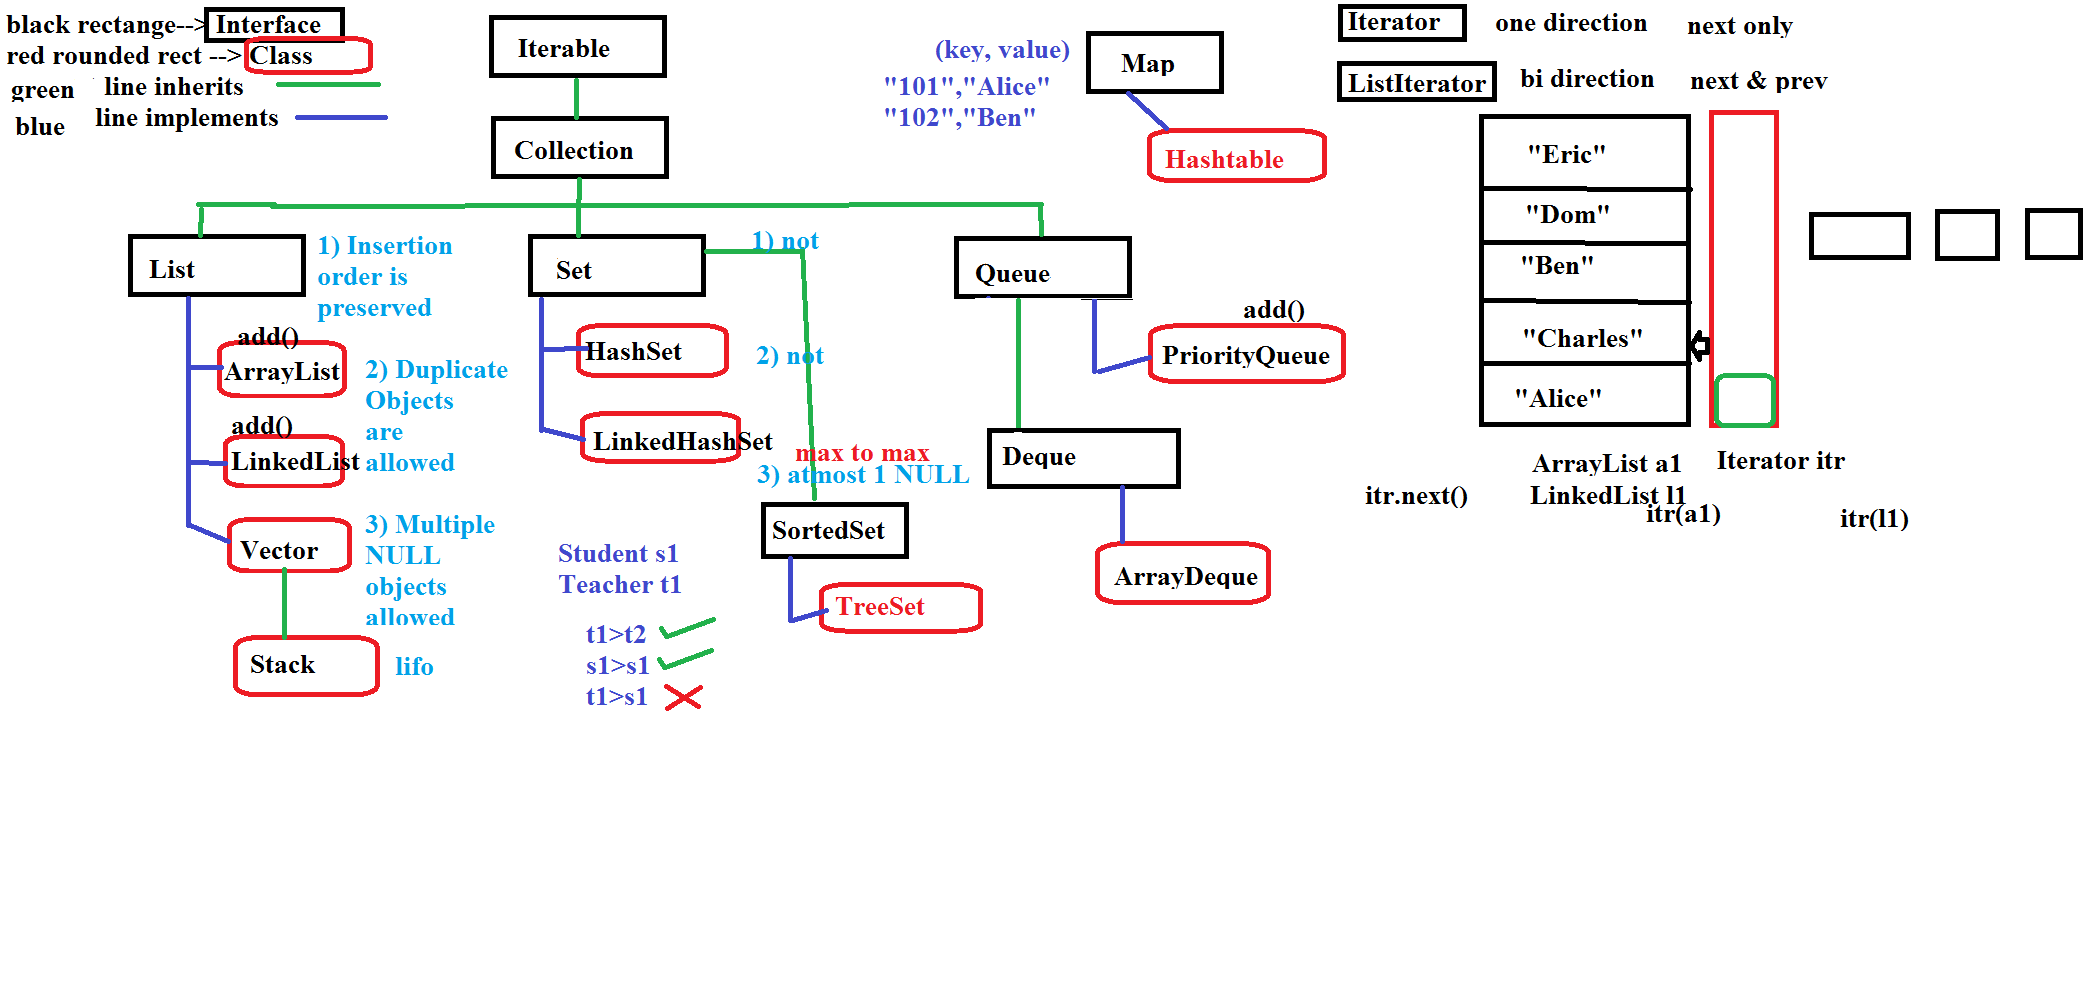 black rectange--> Interface
red rounded rect --> Class
green line inherits
blue line implements
Iterable
Collection
(key, value)
"101","Alice"
"102","Ben"
Map
Hashtable
Iterator one direction next only
ListIterator bi direction next & prev
List
1) Insertion
order is
preserved
add()
ArrayList
2) Duplicate
Objects
are
allowed
add()
LinkedList
3) Multiple
NULL
objects
allowed
Vector
Stack
lifo
Set
1) not
HashSet
2) not
LinkedHashSet
max to max
3) atmost 1 NULL
SortedSet
TreeSet
Student s1
Teacher t1
t1>t2
s1>s1
t1>s1
Queue
add()
PriorityQueue
Deque
ArrayDeque
"Eric"
"Dom"
"Ben"
"Charles"
"Alice"
ArrayList a1
Iterator itr
itr.next()
LinkedList l1
itr(a1)
itr(l1)